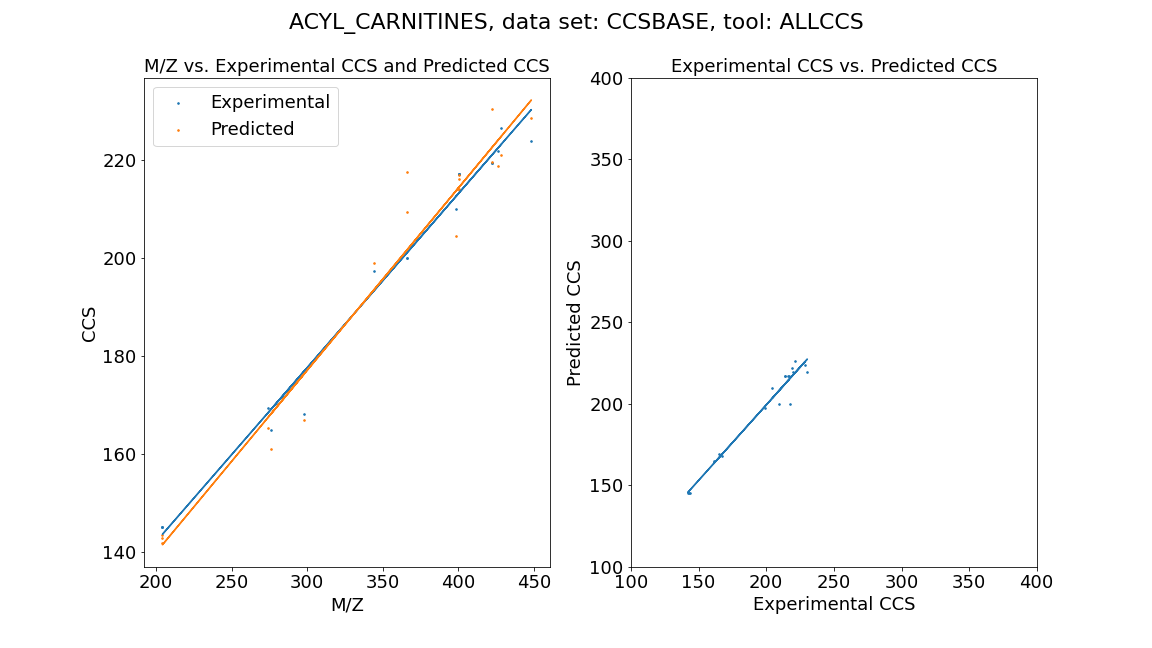 ACYL_CARNITINES, data set: CCSBASE, tool: ALLCCS
M/Z vs. Experimental CCS and Predicted CCS
Experimental
Predicted
CCS
220
200
180
160
140
200
250
300
350
400
450
M/Z
Experimental CCS vs. Predicted CCS
Predicted CCS
400
350
300
250
200
150
100
100
150
200
250
300
350
400
Experimental CCS